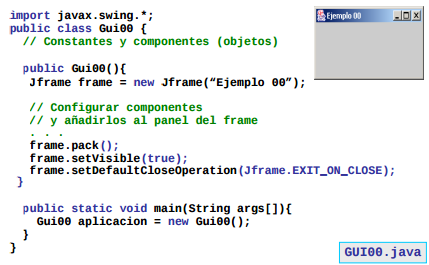 import javax.swing.*;
public class Gui00 {
// Constantes y componentes (objetos)
public Gui00(){
Jframe frame = new Jframe(“Ejemplo 00”);
// Configurar componentes
// y añadirlos al panel del frame
. . .
frame.pack();
frame.setVisible(true);
frame.setDefaultCloseOperation(Jframe.EXIT_ON_CLOSE);
}
public static void main(String args[]){
Gui00 aplicacion = new Gui00();
}
}
Ejemplo 00
GUI00.java